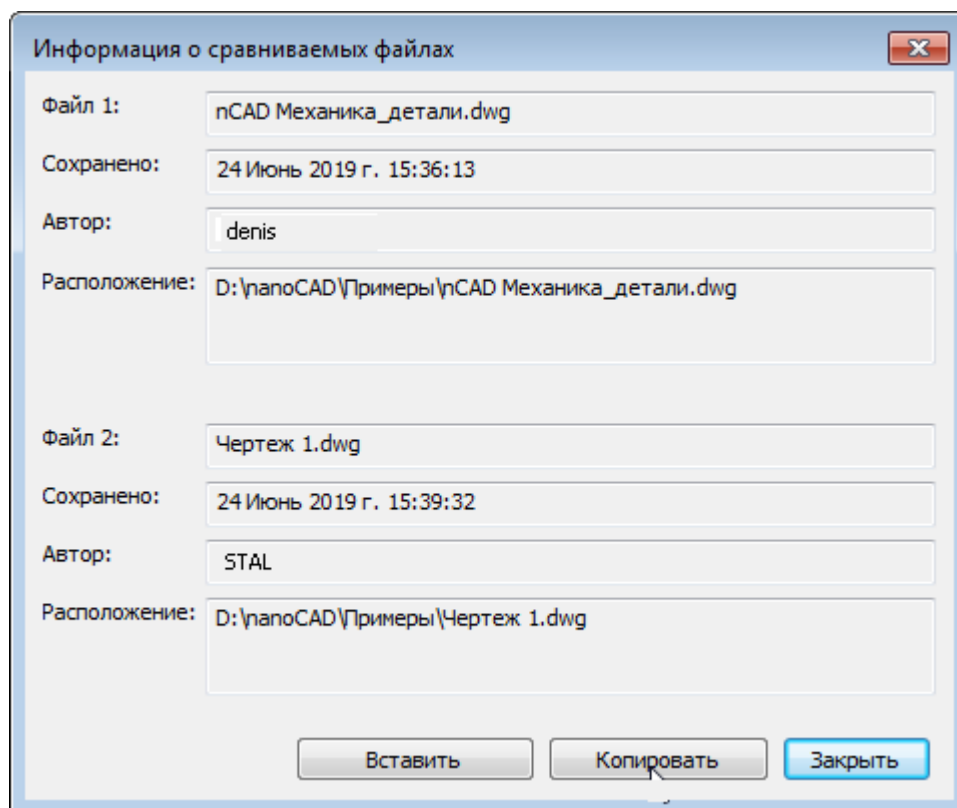 Информация о сравниваемых файлах
Файл 1: nCAD Механика_детали.dwg
Сохранено: 24 Июнь 2019 г. 15:36:13
Автор: denis
Расположение: D:\nanoCAD\Примеры\nCAD Механика_детали.dwg
Файл 2: Чертеж 1.dwg
Сохранено: 24 Июнь 2019 г. 15:39:32
Автор: STAL
Расположение: D:\nanoCAD\Примеры\Чертеж 1.dwg
Вставить Копировать Закрыть